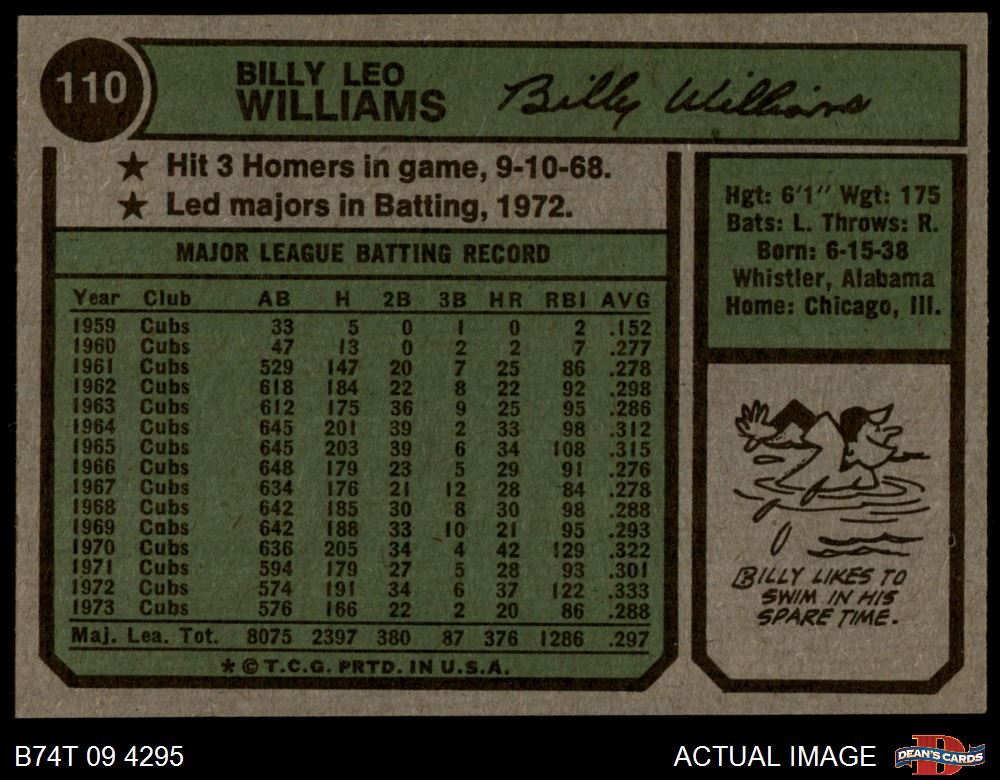 110
BILLY LEO
WILLIAMS
Billy Williams
★ Hit 3 Homers in game, 9-10-68.
★ Led majors in Batting, 1972.
MAJOR LEAGUE BATTING RECORD
Year Club AB H 2B 3B HR RBI AVG
1959 Cubs 33 5 0 1 0 2 .152
1960 Cubs 47 13 0 2 2 7 .277
1961 Cubs 529 147 20 7 25 86 .278
1962 Cubs 618 184 22 8 22 92 .298
1963 Cubs 612 175 36 9 25 95 .286
1964 Cubs 645 201 39 2 33 98 .312
1965 Cubs 645 203 39 6 34 108 .315
1966 Cubs 648 179 23 5 29 91 .276
1967 Cubs 634 176 21 12 28 84 .278
1968 Cubs 642 185 30 8 30 98 .288
1969 Cubs 642 188 33 10 21 95 .293
1970 Cubs 636 205 34 4 42 129 .322
1971 Cubs 594 179 27 5 28 93 .301
1972 Cubs 574 191 34 6 37 122 .333
1973 Cubs 576 166 22 2 20 86 .288
Maj. Lea. Tot. 8075 2397 380 87 376 1286 .297
* © T.C.G. PRTD. IN U.S.A.
Hgt: 6'1" Wgt: 175
Bats: L. Throws: R.
Born: 6-15-38
Whistler, Alabama
Home: Chicago, Ill.
BILLY LIKES TO
SWIM IN HIS
SPARE TIME.
B74T 09 4295
ACTUAL IMAGE
D
DEAN'S CARDS